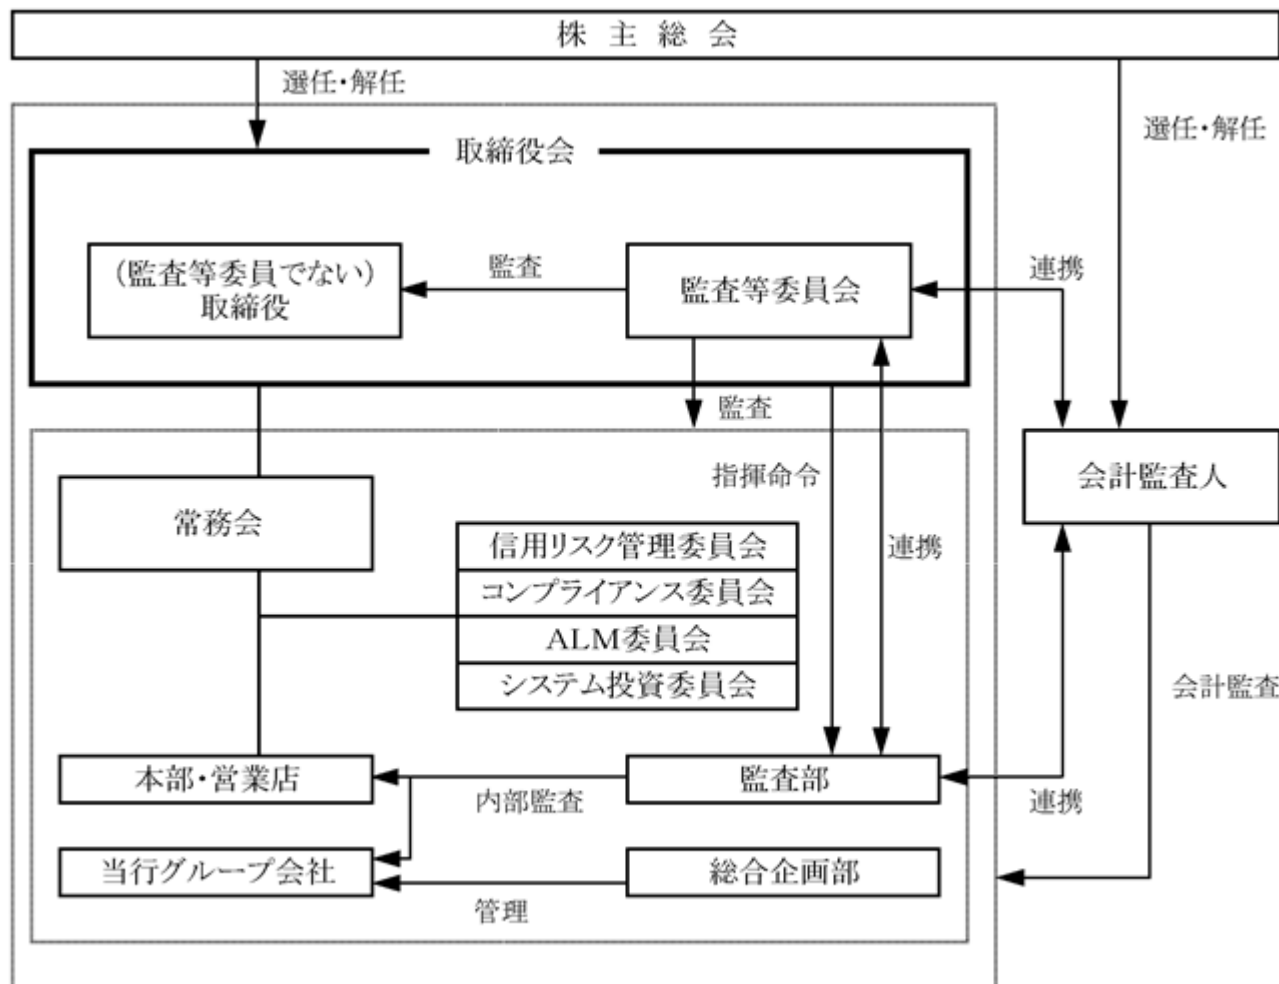 株主総会
選任・解任
選任・解任
取締役会
(監査等委員でない)
取締役
監査
監査等委員会
連携
監査
指揮命令
連携
会計監査人
常務会
信用リスク管理委員会
コンプライアンス委員会
ALM委員会
システム投資委員会
会計監査
本部・営業店
内部監査
監査部
連携
当行グループ会社
管理
総合企画部